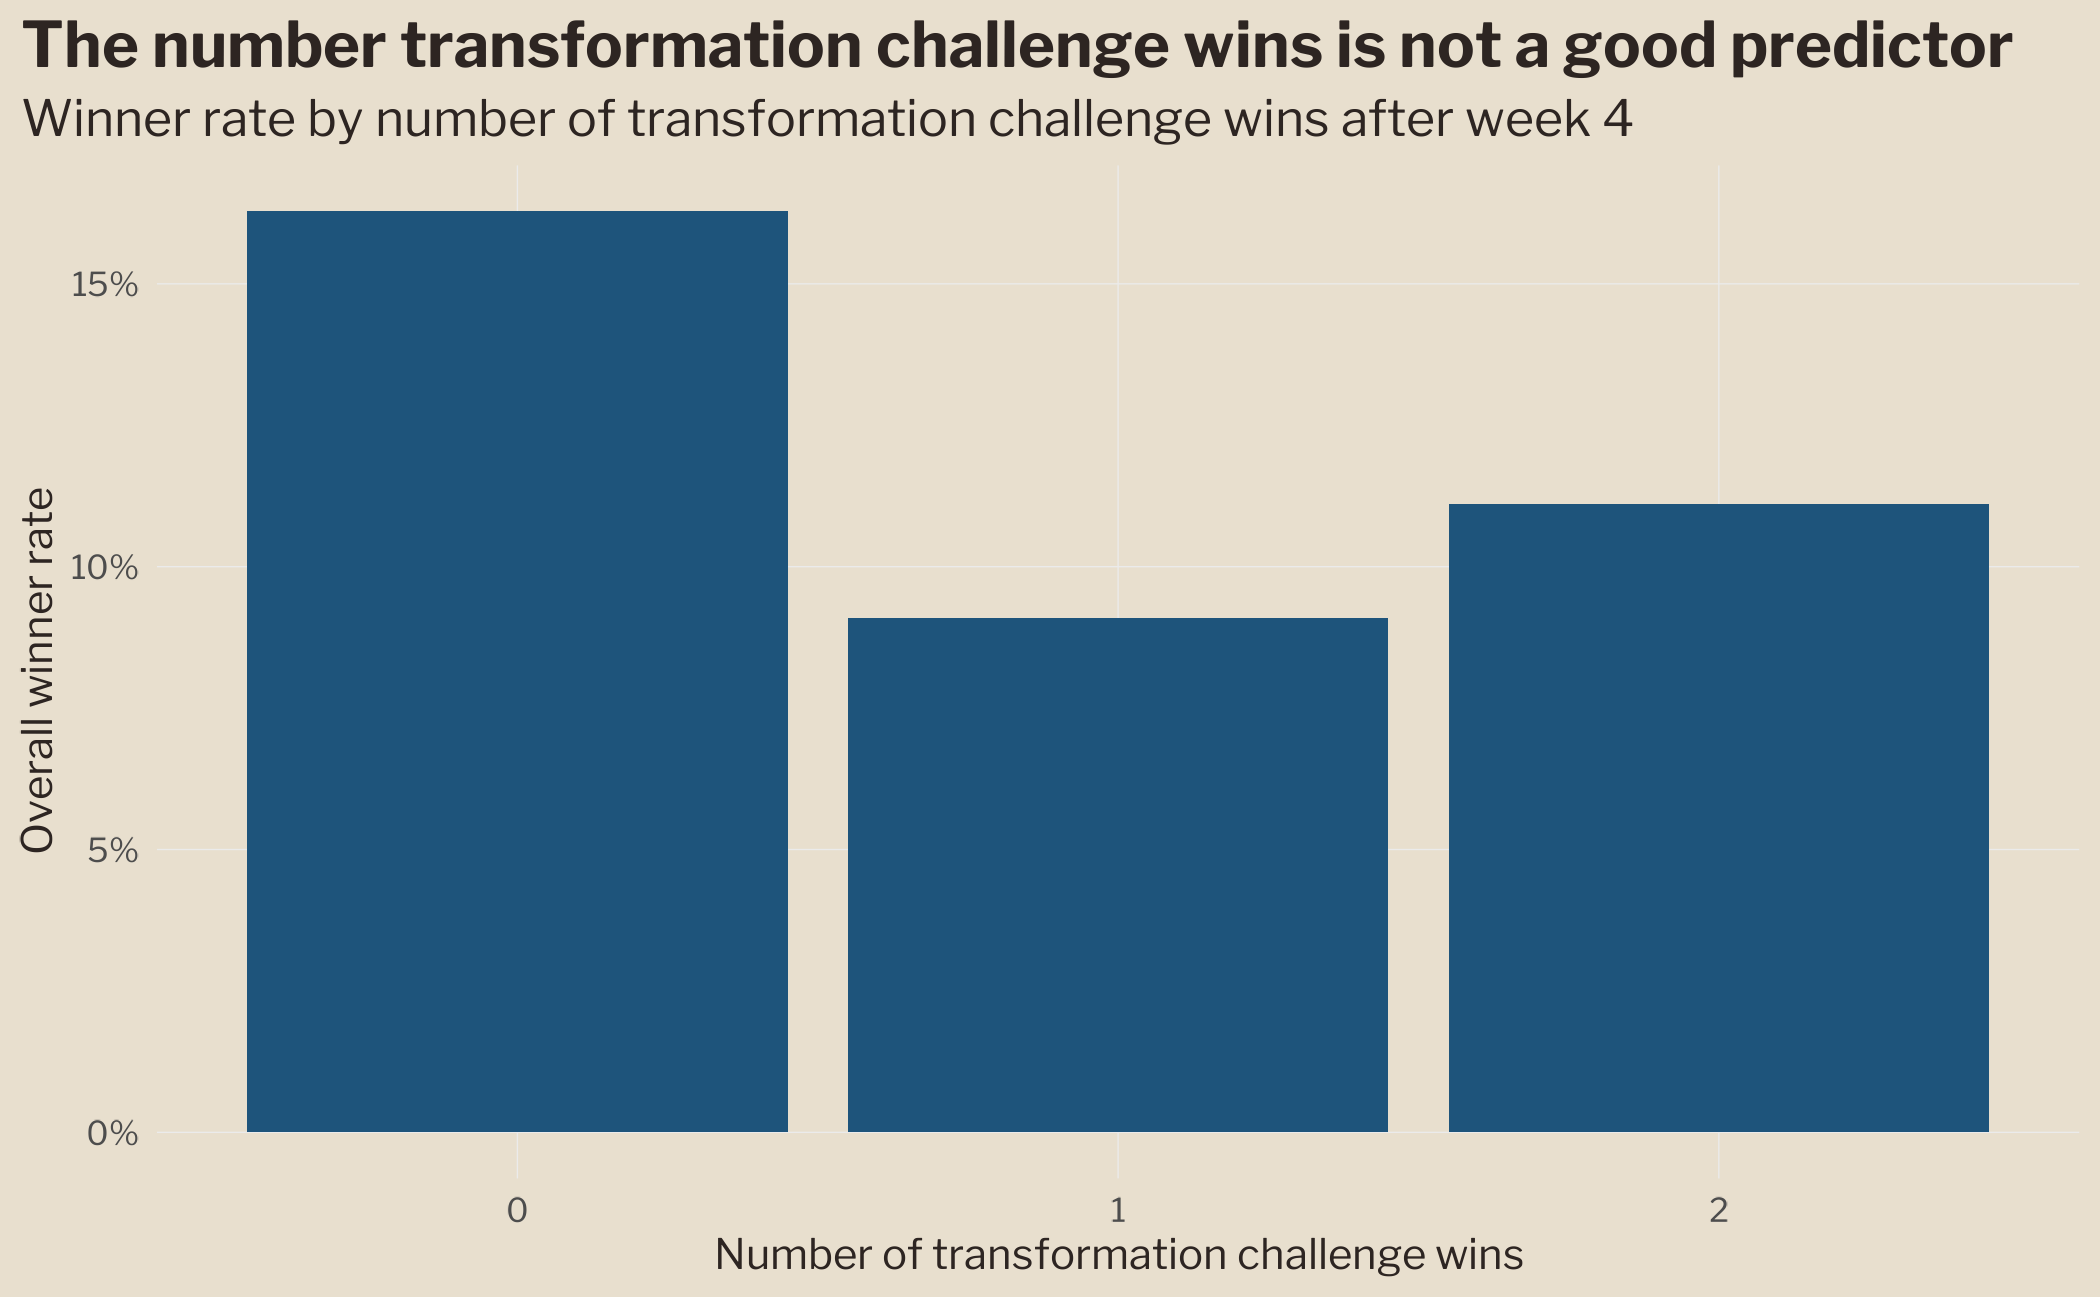 The number transformation challenge wins is not a good predictor
Winner rate by number of transformation challenge wins after week 4
Overall winner rate
15%
10%
5%
0%
0
1
2
Number of transformation challenge wins